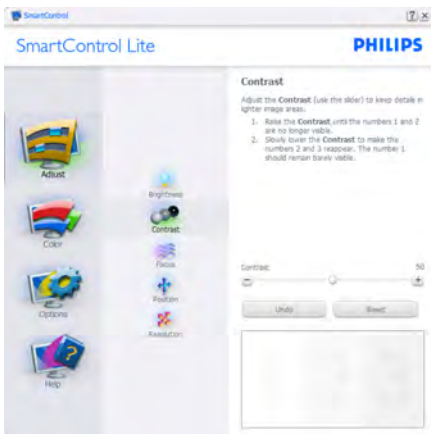 SmartControl
SmartControl Lite
PHILIPS
Contrast
Adjust the Contrast (use the slider) to keep details in
lighter image areas.
1. Raise the Contrast until the numbers 1 and 2
are no longer visible.
2. Slowly lower the Contrast to make the
numbers 2 and 3 reappear. The number 1
should remain barely visible.
Adjust
Color
Options
Help
Brightness
Contrast
Focus
Position
Resolution
Contrast: 50
Undo Reset